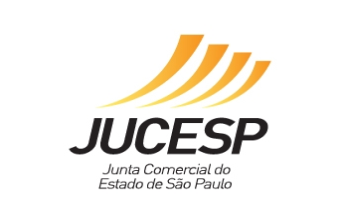 JUCESP
Junta Comercial do
Estado de São Paulo